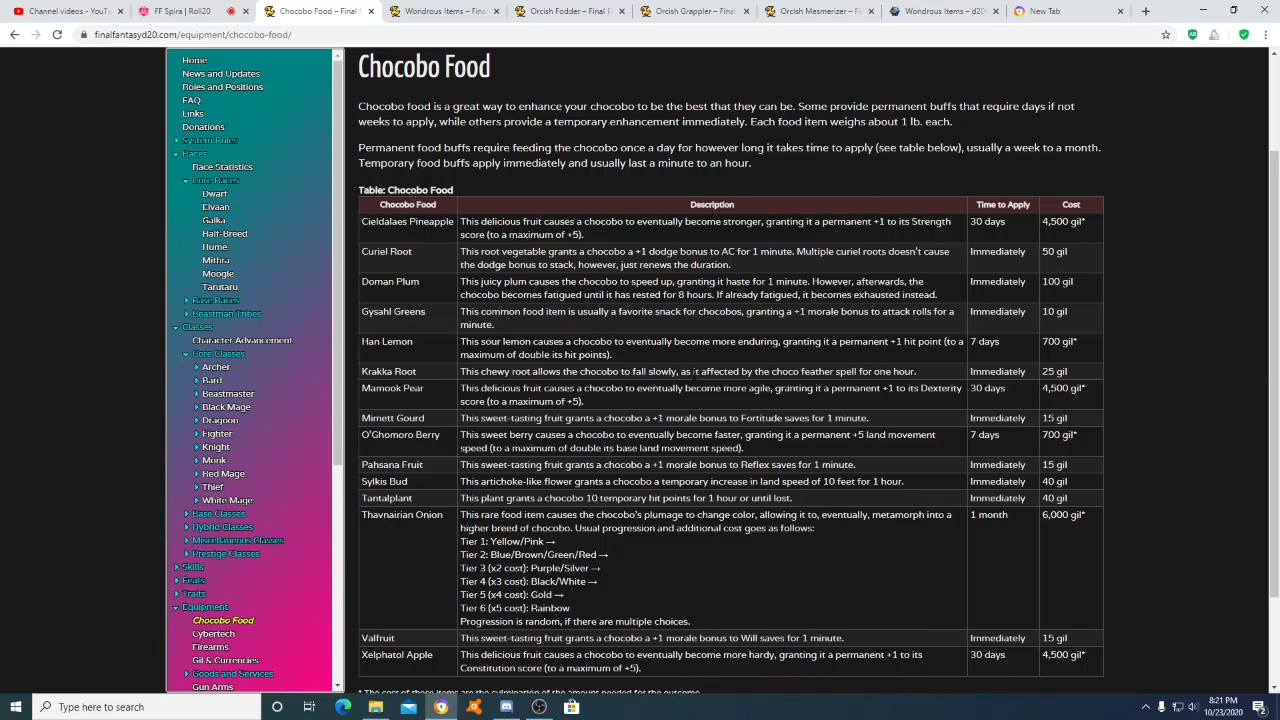 Channel videos - YouTub
FF Spira | Roll20
Chocobo Food – Final F
Wondrous Items – Final
Orcish Fodder – Final F
Orcish Grappler – Final
Orcish Mesmerizer – Fi
Wondrous Items – d20
New Tab
finalfantasyd20.com/equipment/chocobo-food/
Home
News and Updates
Roles and Positions
FAQ
Links
Donations
System Rules
Races
Race Statistics
Core Races
Dwarf
Elvaan
Galka
Half-Breed
Hume
Mithra
Moogle
Tarutaru
Base Races
Beastman Tribes
Classes
Character Advancement
Core Classes
Archer
Bard
Beastmaster
Black Mage
Dragoon
Fighter
Knight
Monk
Red Mage
Thief
White Mage
Base Classes
Hybrid Classes
Miscellaneous Classes
Prestige Classes
Skills
Feats
Traits
Equipment
Chocobo Food
Cybertech
Firearms
Gil & Currencies
Goods and Services
Gun Arms
Chocobo Food
Chocobo food is a great way to enhance your chocobo to be the best that they can be. Some provide permanent buffs that require days if not
weeks to apply, while others provide a temporary enhancement immediately. Each food item weighs about 1 lb. each.
Permanent food buffs require feeding the chocobo once a day for however long it takes time to apply (see table below), usually a week to a month.
Temporary food buffs apply immediately and usually last a minute to an hour.
Table: Chocobo Food
Chocobo Food Description Time to Apply Cost
Cieldalaes Pineapple This delicious fruit causes a chocobo to eventually become stronger, granting it a permanent +1 to its Strength 30 days 4,500 gil*
score (to a maximum of +5).
Curiel Root This root vegetable grants a chocobo a +1 dodge bonus to AC for 1 minute. Multiple curiel roots doesn't cause Immediately 50 gil
the dodge bonus to stack, however, just renews the duration.
Doman Plum This juicy plum causes the chocobo to speed up, granting it haste for 1 minute. However, afterwards, the Immediately 100 gil
chocobo becomes fatigued until it has rested for 8 hours. If already fatigued, it becomes exhausted instead.
Gysahl Greens This common food item is usually a favorite snack for chocobos, granting a +1 morale bonus to attack rolls for a Immediately 10 gil
minute.
Han Lemon This sour lemon causes a chocobo to eventually become more enduring, granting it a permanent +1 hit point (to a 7 days 700 gil*
maximum of double its hit points).
Krakka Root This chewy root allows the chocobo to fall slowly, as it affected by the choco feather spell for one hour. Immediately 25 gil
Mamook Pear This delicious fruit causes a chocobo to eventually become more agile, granting it a permanent +1 to its Dexterity 30 days 4,500 gil*
score (to a maximum of +5).
Mimett Gourd This sweet-tasting fruit grants a chocobo a +1 morale bonus to Fortitude saves for 1 minute. Immediately 15 gil
O'Ghomoro Berry This sweet berry causes a chocobo to eventually become faster, granting it a permanent +5 land movement 7 days 700 gil*
speed (to a maximum of double its base land movement speed).
Pahsana Fruit This sweet-tasting fruit grants a chocobo a +1 morale bonus to Reflex saves for 1 minute. Immediately 15 gil
Sylkis Bud This artichoke-like flower grants a chocobo a temporary increase in land speed of 10 feet for 1 hour. Immediately 40 gil
Tantalplant This plant grants a chocobo 10 temporary hit points for 1 hour or until lost. Immediately 40 gil
Thavnairian Onion This rare food item causes the chocobo's plumage to change color, allowing it to, eventually, metamorph into a 1 month 6,000 gil*
higher breed of chocobo. Usual progression and additional cost goes as follows:
Tier 1: Yellow/Pink →
Tier 2: Blue/Brown/Green/Red →
Tier 3 (x2 cost): Purple/Silver →
Tier 4 (x3 cost): Black/White →
Tier 5 (x4 cost): Gold →
Tier 6 (x5 cost): Rainbow
Progression is random, if there are multiple choices.
Valfruit This sweet-tasting fruit grants a chocobo a +1 morale bonus to Will saves for 1 minute. Immediately 15 gil
Xelphatol Apple This delicious fruit causes a chocobo to eventually become more hardy, granting it a permanent +1 to its 30 days 4,500 gil*
Constitution score (to a maximum of +5).
* The cost of these items are the culmination of the amount needed for the outcome.
Type here to search
8:21 PM
10/23/2020
2